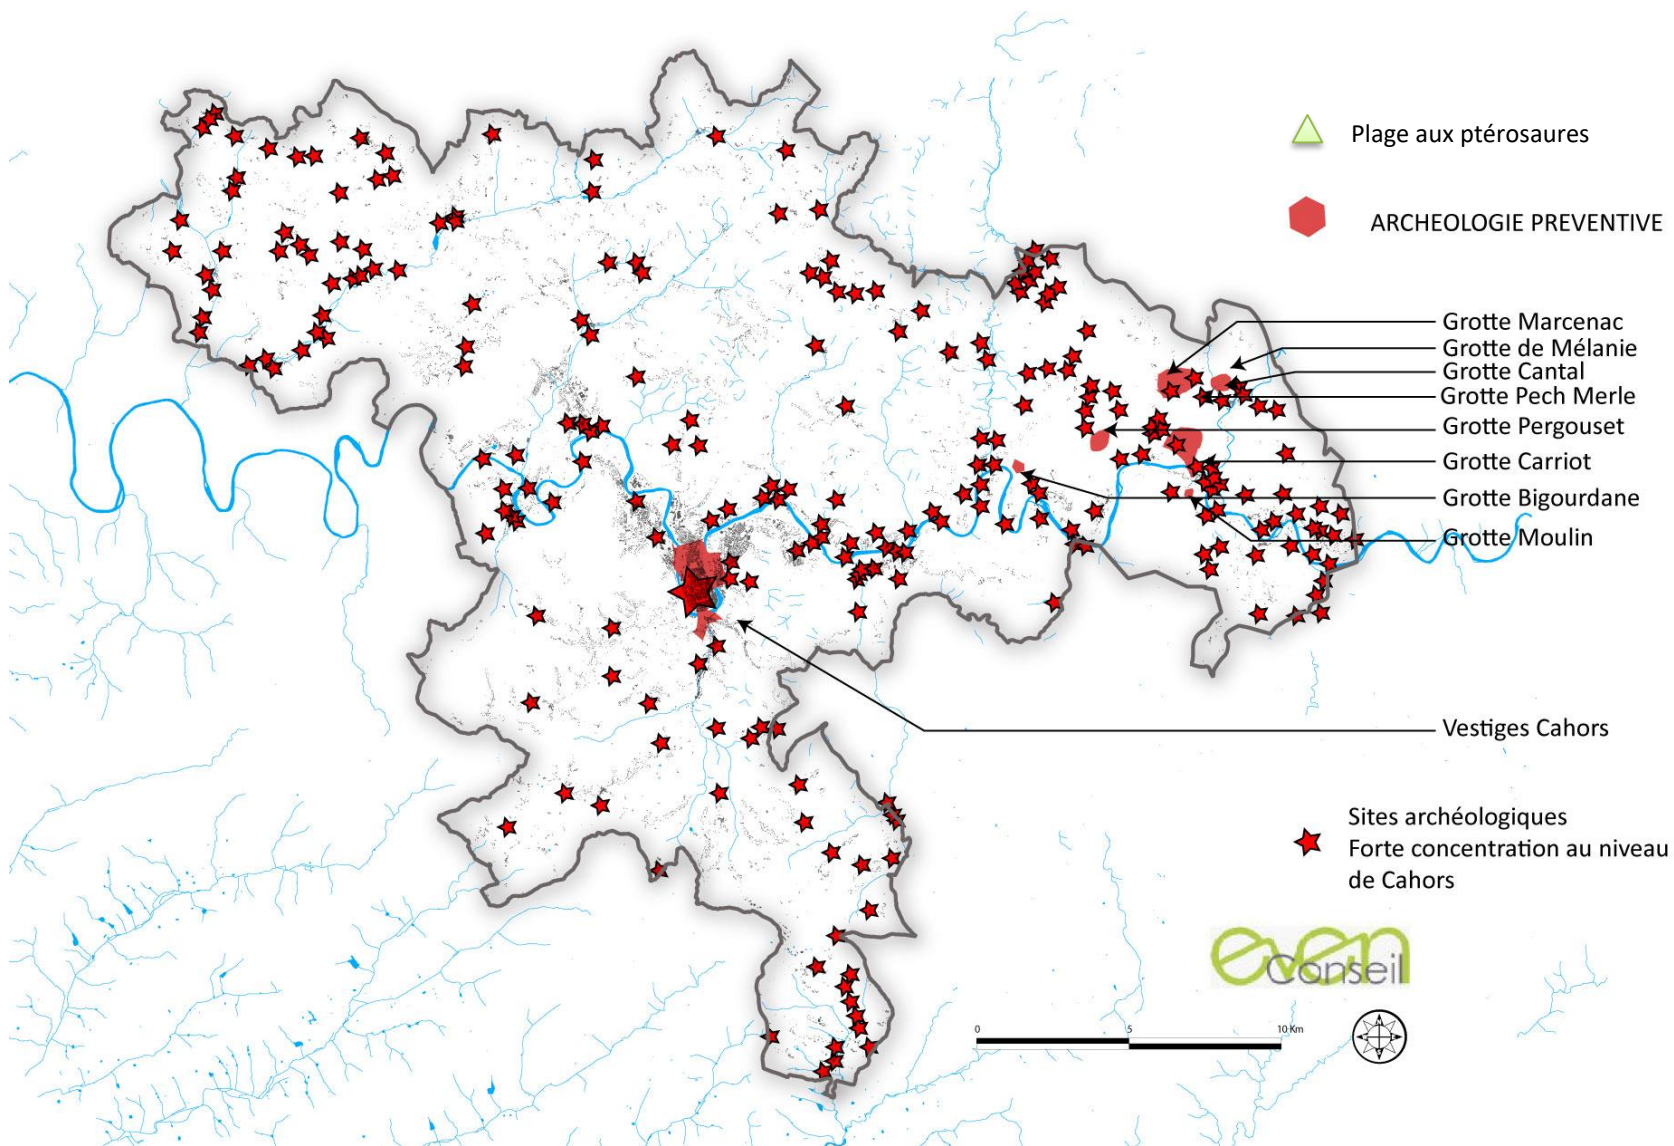 Plage aux ptérosaures
ARCHEOLOGIE PREVENTIVE
Grotte Marcenac
Grotte de Mélanie
Grotte Cantal
Grotte Pech Merle
Grotte Pergouset
Grotte Carriot
Grotte Bigourdane
Grotte Moulin
Vestiges Cahors
Sites archéologiques
Forte concentration au niveau
de Cahors
even
Conseil
0 5 10 Km